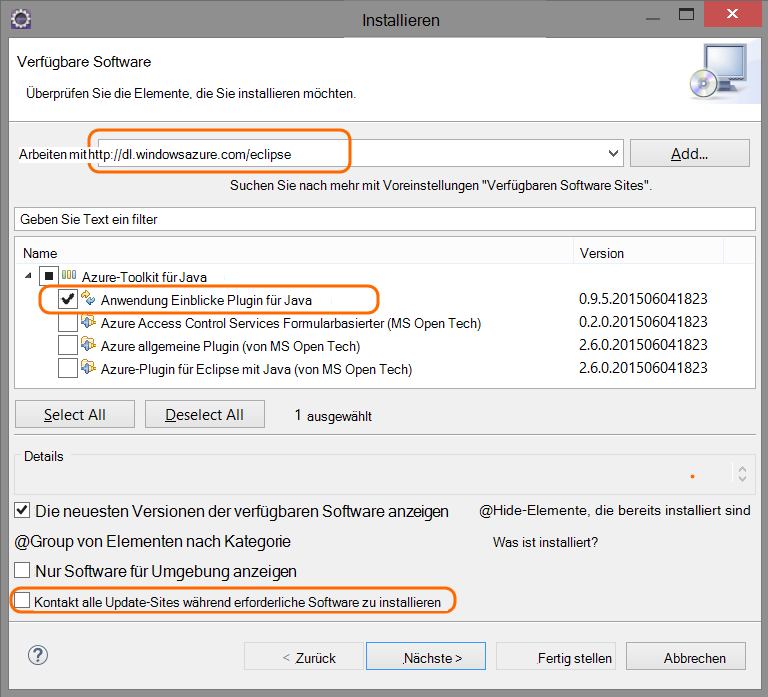 Installieren
Verfügbare Software
Überprüfen Sie die Elemente, die Sie installieren möchten.
Arbeiten mit http://dl.windowsazure.com/eclipse Add...
Suchen Sie nach mehr mit Voreinstellungen "Verfügbaren Software Sites".
Geben Sie Text ein filter
Name Version
Azure-Toolkit für Java
Anwendung Einblicke Plugin für Java 0.9.5.201506041823
Azure Access Control Services Formularbasierter (MS Open Tech) 0.2.0.201506041823
Azure allgemeine Plugin (von MS Open Tech) 2.6.0.201506041823
Azure-Plugin für Eclipse mit Java (von MS Open Tech) 2.6.0.201506041823
Select All Deselect All 1 ausgewählt
Details
Die neuesten Versionen der verfügbaren Software anzeigen @Hide-Elemente, die bereits installiert sind
@Group von Elementen nach Kategorie Was ist installiert?
Nur Software für Umgebung anzeigen
Kontakt alle Update-Sites während erforderliche Software zu installieren
? < Zurück Nächste > Fertig stellen Abbrechen